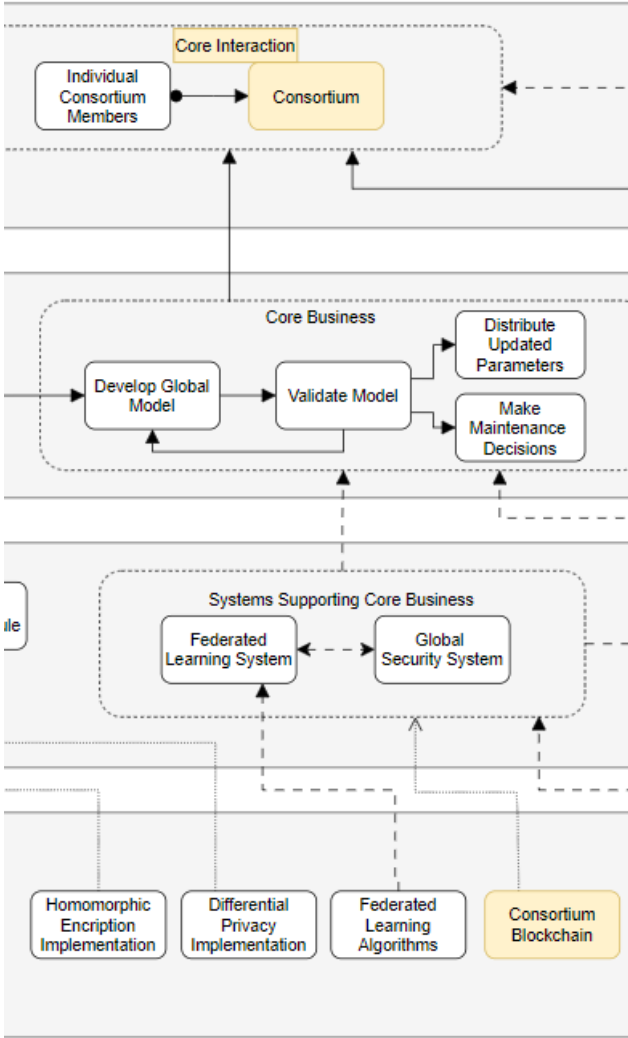 Core Interaction
Individual
Consortium
Members
Consortium
Core Business
Develop Global
Model
Validate Model
Distribute
Updated
Parameters
Make
Maintenance
Decisions
ule
Systems Supporting Core Business
Federated
Learning System
Global
Security System
Homomorphic
Encription
Implementation
Differential
Privacy
Implementation
Federated
Learning
Algorithms
Consortium
Blockchain